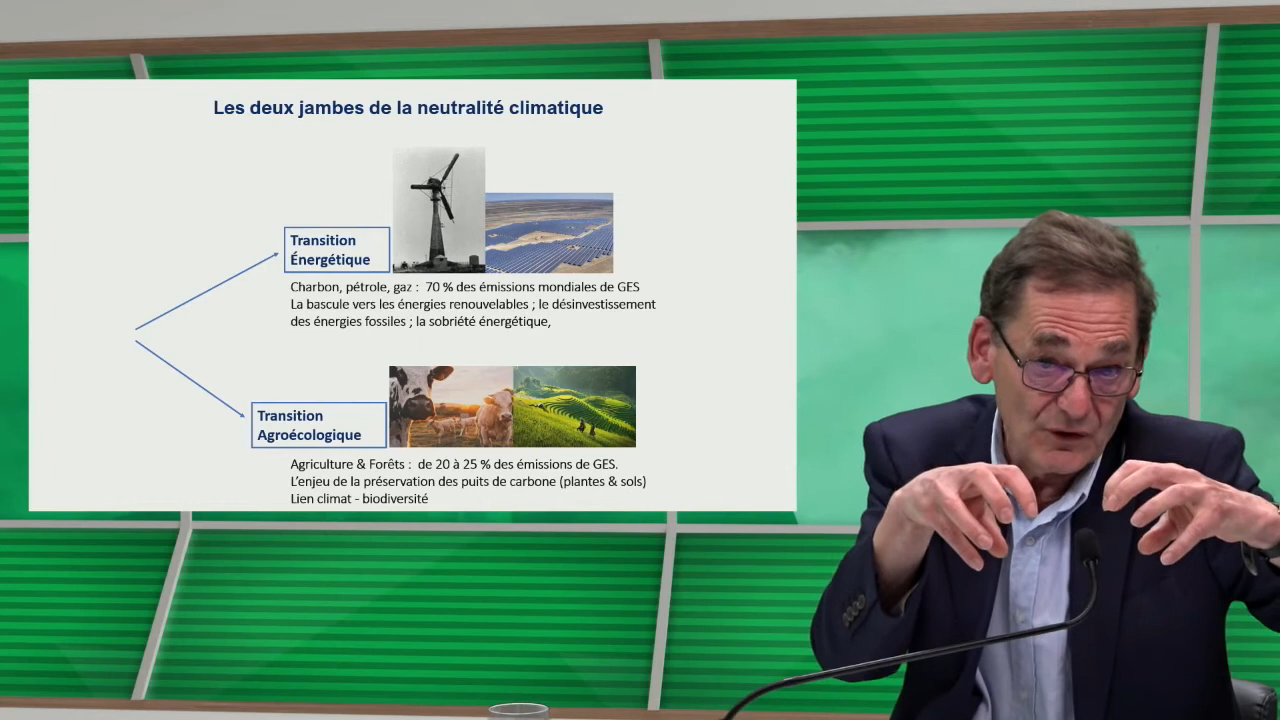 Les deux jambes de la neutralité climatique
Transition
Énergétique
Charbon, pétrole, gaz : 70 % des émissions mondiales de GES
La bascule vers les énergies renouvelables ; le désinvestissement
des énergies fossiles ; la sobriété énergétique,
Transition
Agroécologique
Agriculture & Forêts : de 20 à 25 % des émissions de GES.
L'enjeu de la préservation des puits de carbone (plantes & sols)
Lien climat - biodiversité